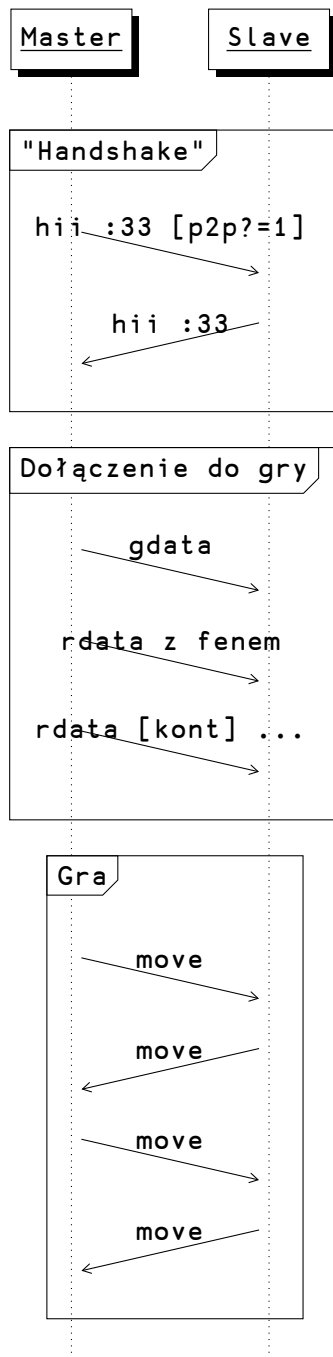 Master
Slave
"Handshake"
hii :33 [p2p?=1]
hii :33
Dołączenie do gry
gdata
rdata z fenem
rdata [kont] ...
Gra
move
move
move
move